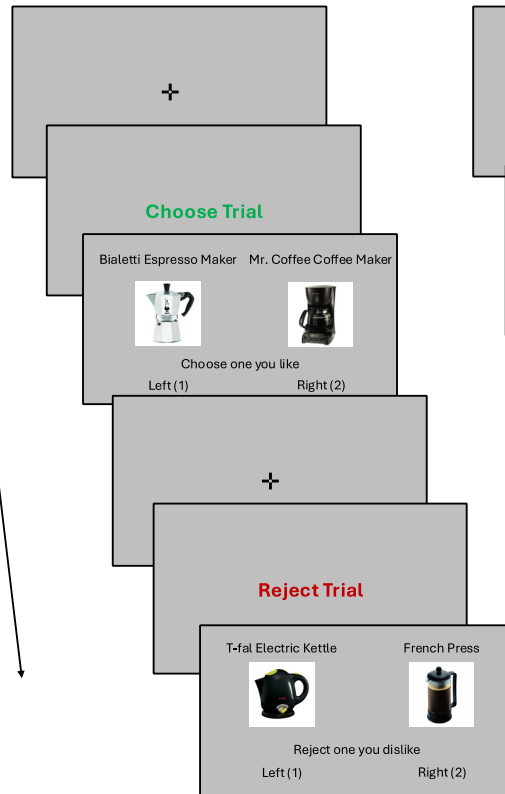 Choose Trial
Bialetti Espresso Maker Mr. Coffee Coffee Maker
Choose one you like
Left (1) Right (2)
Reject Trial
T-fal Electric Kettle French Press
Reject one you dislike
Left (1) Right (2)